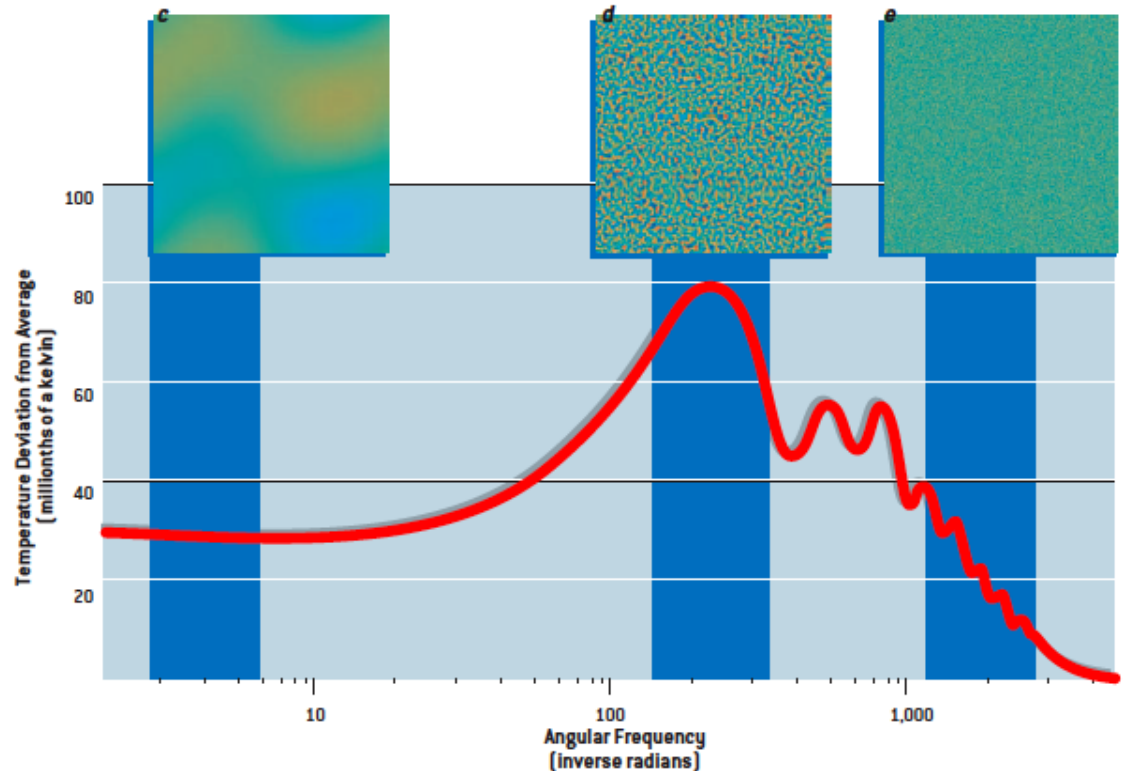 c
d
e
100
80
60
40
20
Temperature Deviation from Average
(millionths of a kelvin)
10
100
1,000
Angular Frequency
(inverse radians)